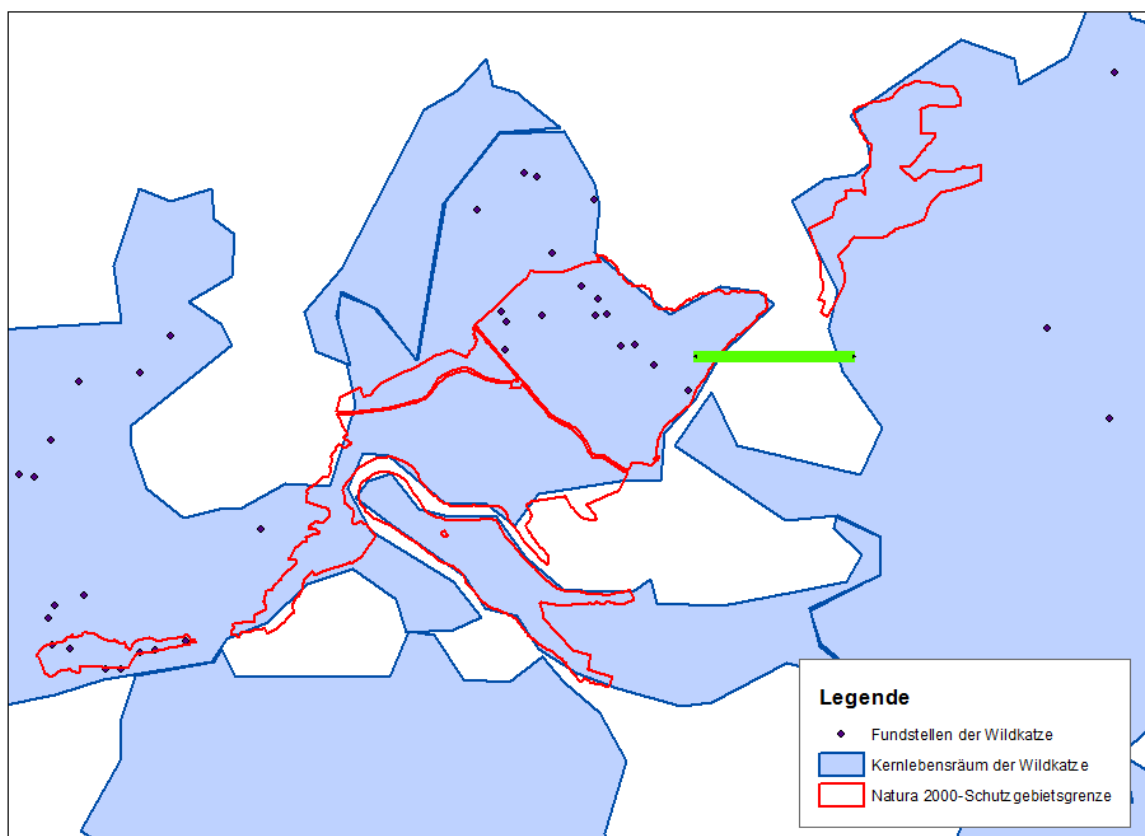 Legende
Fundstellen der Wildkatze
Kernlebensräum der Wildkatze
Natura 2000-Schutzgebietsgrenze